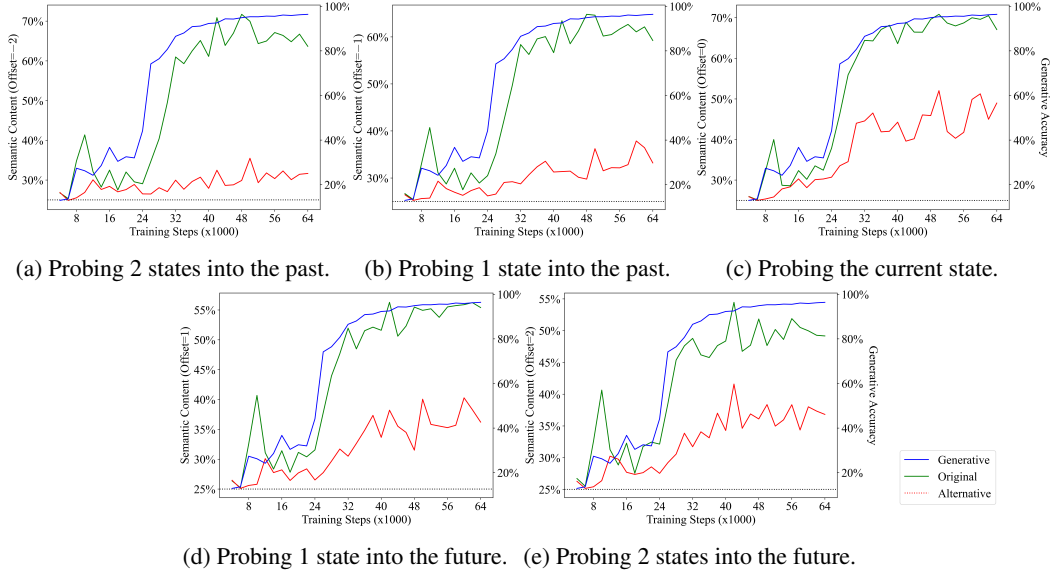 70%
60%
50%
40%
30%
100%
80%
60%
40%
20%
8 16 24 32 40 48 56 64
Training Steps (x1000)
Semantic Content (Offset=−2)
60%
50%
40%
30%
100%
80%
60%
40%
20%
8 16 24 32 40 48 56 64
Training Steps (x1000)
Semantic Content (Offset=−1)
70%
60%
50%
40%
30%
100%
80%
60%
40%
20%
8 16 24 32 40 48 56 64
Training Steps (x1000)
Semantic Content (Offset=0)
Generative Accuracy
(a) Probing 2 states into the past.
(b) Probing 1 state into the past.
(c) Probing the current state.
55%
50%
45%
40%
35%
30%
25%
100%
80%
60%
40%
20%
8 16 24 32 40 48 56 64
Training Steps (x1000)
Semantic Content (Offset=1)
55%
50%
45%
40%
35%
30%
25%
100%
80%
60%
40%
20%
8 16 24 32 40 48 56 64
Training Steps (x1000)
Semantic Content (Offset=2)
Generative Accuracy
Generative
Original
Alternative
(d) Probing 1 state into the future.
(e) Probing 2 states into the future.